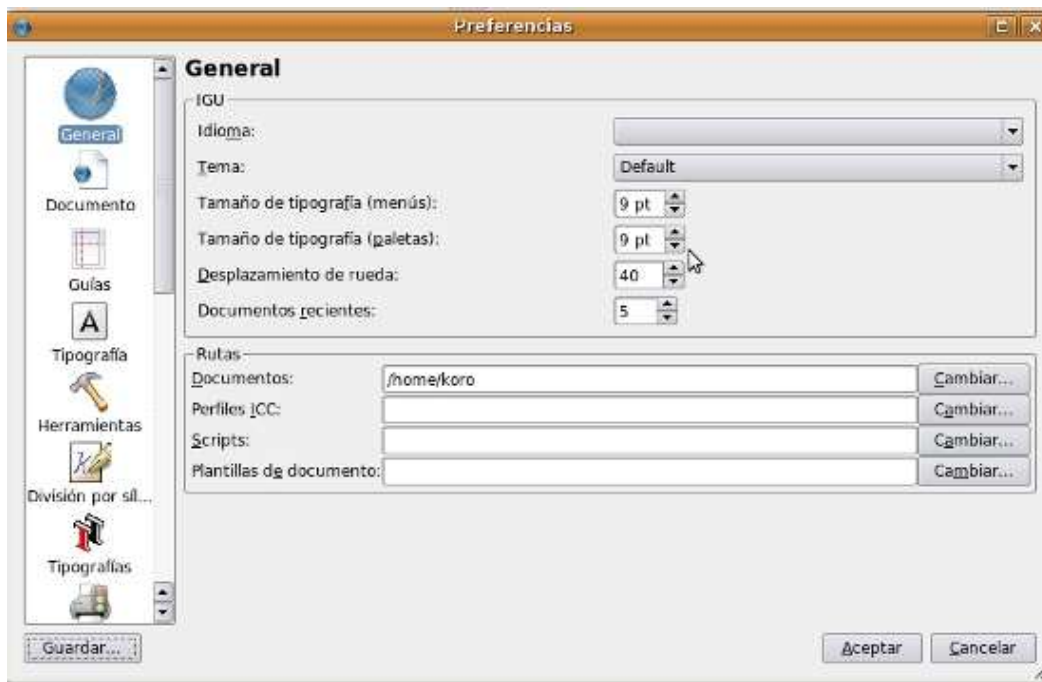 Preferencias
General
Documento
Guías
A
Tipografía
Herramientas
División por síl...
Tipografías
General
IGU
Idioma:
Tema: Default
Tamaño de tipografía (menús): 9 pt
Tamaño de tipografía (paletas): 9 pt
Desplazamiento de rueda: 40
Documentos recientes: 5
Rutas
Documentos: /home/koro Cambiar...
Perfiles ICC: Cambiar...
Scripts: Cambiar...
Plantillas de documento: Cambiar...
Guardar... Aceptar Cancelar